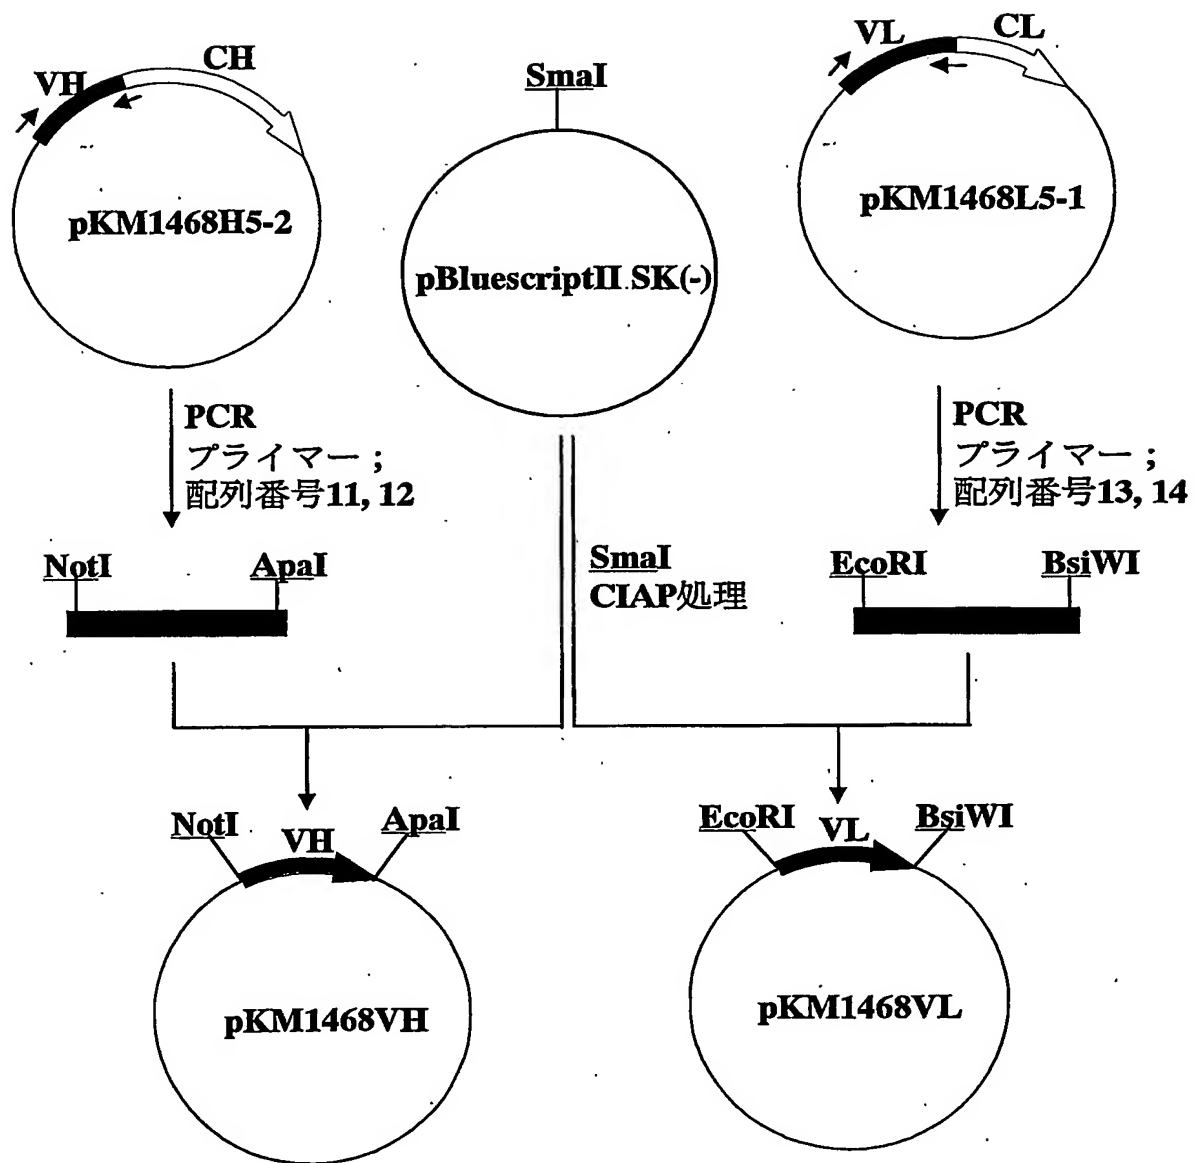 VH
CH
pKM1468H5-2
SmaI
pBluescriptII.SK(-)
VL
CL
pKM1468L5-1
PCR
プライマー；
配列番号11, 12
PCR
プライマー；
配列番号13, 14
NotI
ApaI
SmaI
CIAP処理
EcoRI
BsiWI
NotI
VH
ApaI
pKM1468VH
EcoRI
VL
BsiWI
pKM1468VL